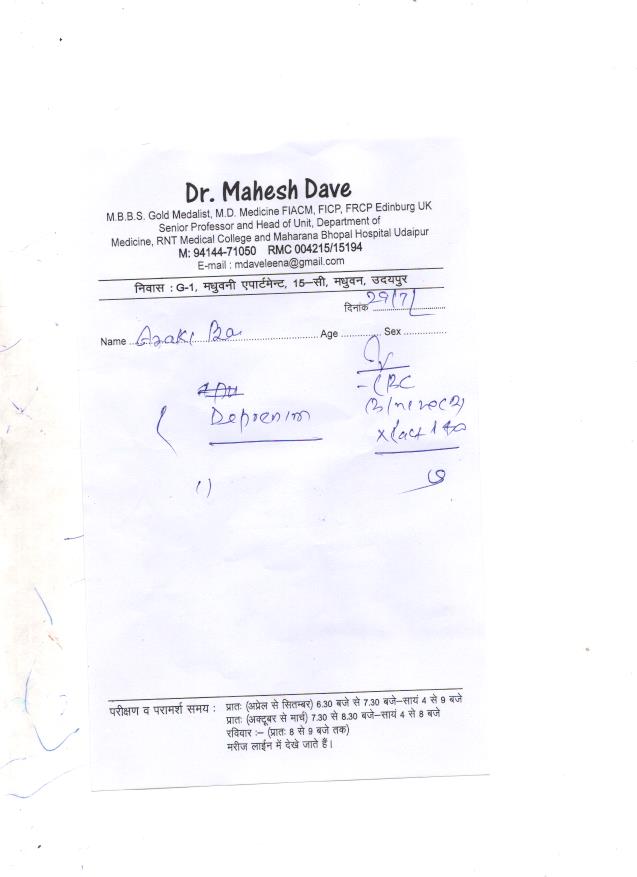 Dr. Mahesh Dave
M.B.B.S. Gold Medalist, M.D. Medicine FIACM, FICP, FRCP Edinburg UK
Senior Professor and Head of Unit, Department of
Medicine, RNT Medical College and Maharana Bhopal Hospital Udaipur
M: 94144-71050 RMC 004215/15194
E-mail : mdaveleena@gmail.com
निवास : G-1, मधुवनी एपार्टमेन्ट, 15–सी, मधुवन, उदयपुर
दिनांक 29/7/
Name Age Sex
- CBC
1)
परीक्षण व परामर्श समय : प्रातः (अप्रेल से सितम्बर) 6.30 बजे से 7.30 बजे–सायं 4 से 9 बजे
प्रातः (अक्टूबर से मार्च) 7.30 से 8.30 बजे–सायं 4 से 8 बजे
रविवार :– (प्रातः 8 से 9 बजे तक)
मरीज लाईन में देखे जाते हैं।